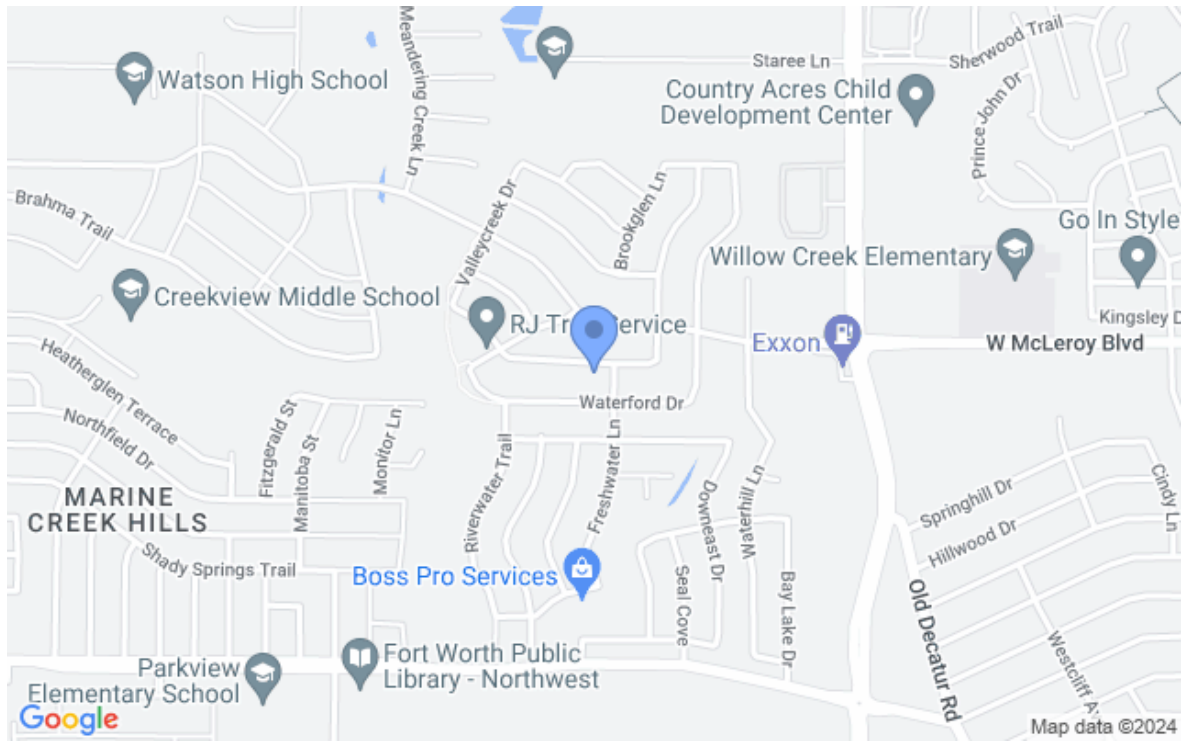 Staree Ln
Sherwood Trail
Watson High School
Meandering Creek Ln
Country Acres Child
Development Center
Prince John Dr
Valleycreek Dr
Brookglen Ln
Brahma Trail
Go In Style
Willow Creek Elementary
Creekview Middle School
RJ Tree Service
Kingsley D
Exxon
W McLeroy Blvd
Heatherglen Terrace
Waterford Dr
Northfield Dr
Fitzgerald St
Manitoba St
Monitor Ln
Riverwater Trail
Freshwater Ln
Downeast Dr
Waterhill Ln
Springhill Dr
Cindy Ln
MARINE
CREEK HILLS
Hillwood Dr
Shady Springs Trail
Boss Pro Services
Seal Cove
Bay Lake Dr
Old Decatur Rd
Westcliff Av
Parkview
Elementary School
Fort Worth Public
Library - Northwest
Google
Map data ©2024